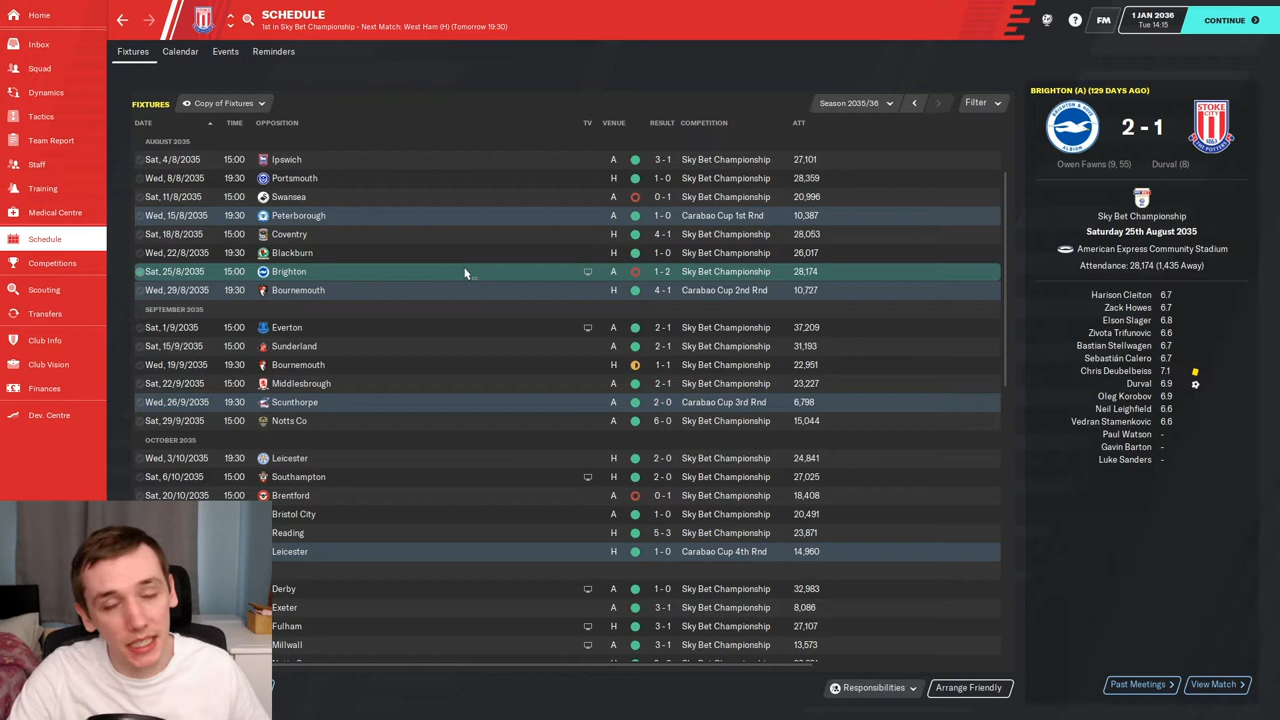 Home
SCHEDULE
1st in Sky Bet Championship - Next Match: West Ham (H) (Tomorrow 19:30)
FM
1 JAN 2036
Tue 14:15
CONTINUE
Inbox
Squad
Dynamics
Tactics
Team Report
Staff
Training
Medical Centre
Schedule
Competitions
Scouting
Transfers
Club Info
Club Vision
Finances
Dev. Centre
Fixtures Calendar Events Reminders
FIXTURES Copy of Fixtures Season 2035/36 Filter
DATE TIME OPPOSITION TV VENUE RESULT COMPETITION ATT
AUGUST 2035
Sat, 4/8/2035 15:00 Ipswich A 3 - 1 Sky Bet Championship 27,101
Wed, 8/8/2035 19:30 Portsmouth H 1 - 0 Sky Bet Championship 28,359
Sat, 11/8/2035 15:00 Swansea A 0 - 1 Sky Bet Championship 20,996
Wed, 15/8/2035 19:30 Peterborough A 1 - 0 Carabao Cup 1st Rnd 10,387
Sat, 18/8/2035 15:00 Coventry H 4 - 1 Sky Bet Championship 28,053
Wed, 22/8/2035 19:30 Blackburn H 1 - 0 Sky Bet Championship 26,017
Sat, 25/8/2035 15:00 Brighton A 1 - 2 Sky Bet Championship 28,174
Wed, 29/8/2035 19:30 Bournemouth H 4 - 1 Carabao Cup 2nd Rnd 10,727
SEPTEMBER 2035
Sat, 1/9/2035 15:00 Everton A 2 - 1 Sky Bet Championship 37,209
Sat, 15/9/2035 15:00 Sunderland A 2 - 1 Sky Bet Championship 31,193
Wed, 19/9/2035 19:30 Bournemouth H 1 - 1 Sky Bet Championship 22,951
Sat, 22/9/2035 15:00 Middlesbrough A 2 - 1 Sky Bet Championship 23,227
Wed, 26/9/2035 19:30 Scunthorpe A 2 - 0 Carabao Cup 3rd Rnd 6,798
Sat, 29/9/2035 15:00 Notts Co A 6 - 0 Sky Bet Championship 15,044
OCTOBER 2035
Wed, 3/10/2035 19:30 Leicester H 2 - 0 Sky Bet Championship 24,841
Sat, 6/10/2035 15:00 Southampton H 2 - 0 Sky Bet Championship 27,025
Sat, 20/10/2035 15:00 Brentford A 0 - 1 Sky Bet Championship 18,408
Bristol City A 1 - 0 Sky Bet Championship 20,491
Reading H 5 - 3 Sky Bet Championship 23,871
Leicester H 1 - 0 Carabao Cup 4th Rnd 14,960
Derby A 1 - 0 Sky Bet Championship 32,983
Exeter A 3 - 1 Sky Bet Championship 8,086
Fulham H 3 - 1 Sky Bet Championship 27,107
Millwall A 3 - 1 Sky Bet Championship 13,573
Responsibilities Arrange Friendly
BRIGHTON (A) (129 DAYS AGO)
2 - 1
Owen Fawns (9, 55) Durval (8)
Sky Bet Championship
Saturday 25th August 2035
American Express Community Stadium
Attendance: 28,174 (1,435 Away)
Harison Cleiton 6.7
Zack Howes 6.7
Elson Slager 6.8
Zivota Trifunovic 6.6
Bastian Stellwagen 6.7
Sebastián Calero 6.7
Chris Deubelbeiss 7.1
Durval 6.9
Oleg Korobov 6.9
Neil Leighfield 6.6
Vedran Stamenkovic 6.6
Paul Watson -
Gavin Barton -
Luke Sanders -
Past Meetings View Match